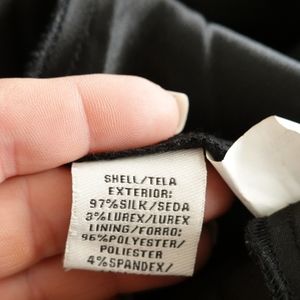 SHELL/TELA
EXTERIOR:
97%SILK/SEDA
3%LUREX/LUREX
LINING/FORRO:
96%POLYESTER/
POLIESTER
4%SPANDEX/